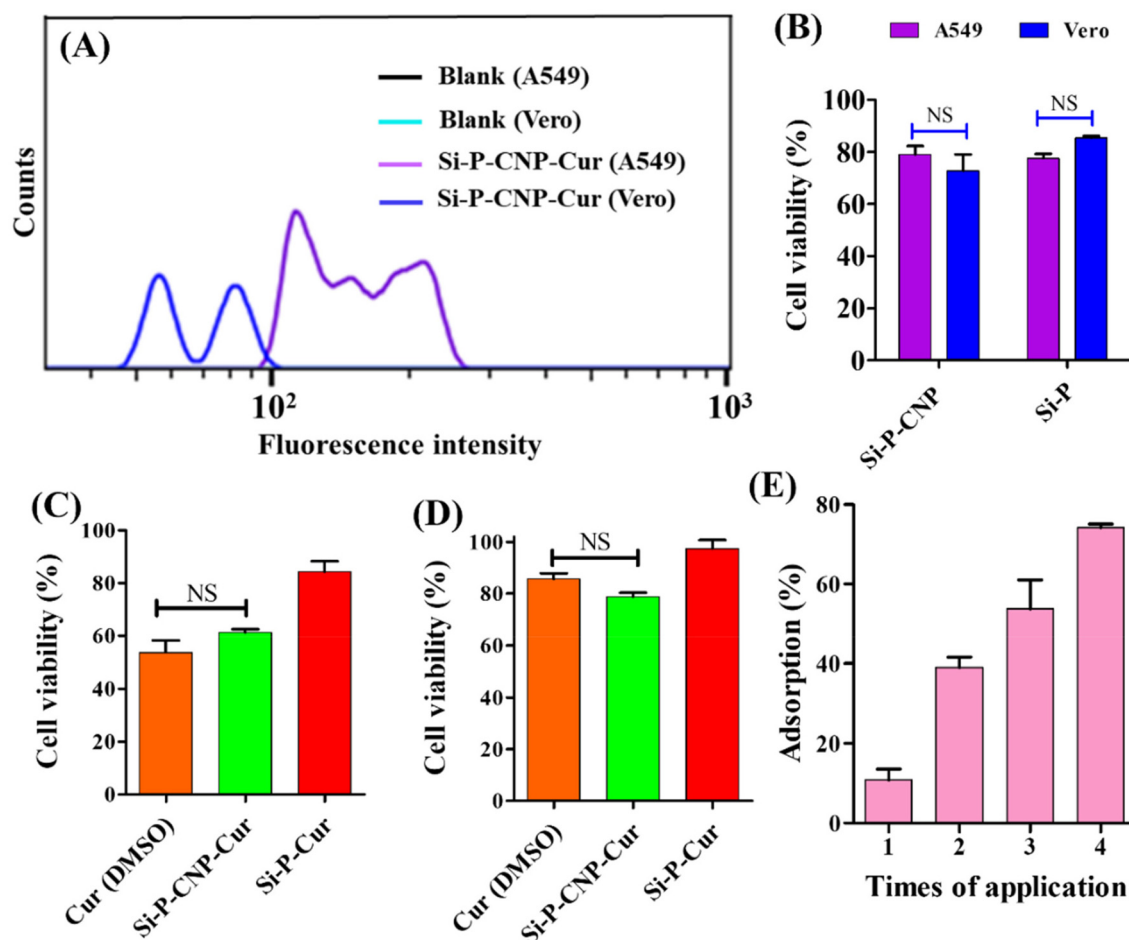 (A)
Blank (A549)
Blank (Vero)
Si-P-CNP-Cur (A549)
Si-P-CNP-Cur (Vero)
Counts
10²
10³
Fluorescence intensity
(B)
A549
Vero
NS
NS
Cell viability (%)
100
80
60
40
20
0
Si-P-CNP
Si-P
(C)
NS
Cell viability (%)
100
80
60
40
20
0
Cur (DMSO)
Si-P-CNP-Cur
Si-P-Cur
(D)
NS
Cell viability (%)
100
80
60
40
20
0
Cur (DMSO)
Si-P-CNP-Cur
Si-P-Cur
(E)
Adsorption (%)
80
60
40
20
0
1 2 3 4
Times of application